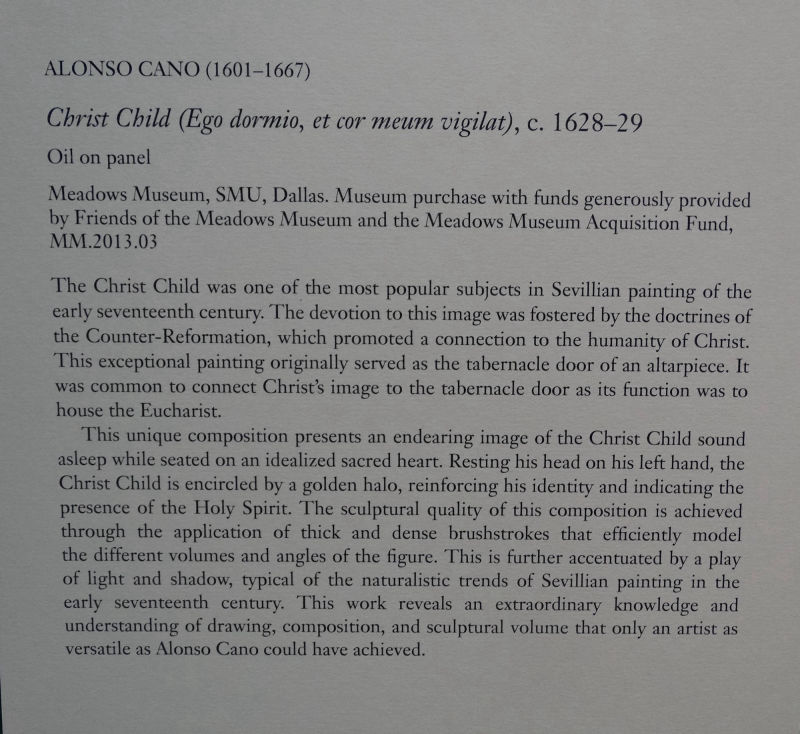 ALONSO CANO (1601–1667)
Christ Child (Ego dormio, et cor meum vigilat), c. 1628–29
Oil on panel
Meadows Museum, SMU, Dallas. Museum purchase with funds generously provided
by Friends of the Meadows Museum and the Meadows Museum Acquisition Fund,
MM.2013.03
The Christ Child was one of the most popular subjects in Sevillian painting of the
early seventeenth century. The devotion to this image was fostered by the doctrines of
the Counter-Reformation, which promoted a connection to the humanity of Christ.
This exceptional painting originally served as the tabernacle door of an altarpiece. It
was common to connect Christ's image to the tabernacle door as its function was to
house the Eucharist.
This unique composition presents an endearing image of the Christ Child sound
asleep while seated on an idealized sacred heart. Resting his head on his left hand, the
Christ Child is encircled by a golden halo, reinforcing his identity and indicating the
presence of the Holy Spirit. The sculptural quality of this composition is achieved
through the application of thick and dense brushstrokes that efficiently model
the different volumes and angles of the figure. This is further accentuated by a play
of light and shadow, typical of the naturalistic trends of Sevillian painting in the
early seventeenth century. This work reveals an extraordinary knowledge and
understanding of drawing, composition, and sculptural volume that only an artist as
versatile as Alonso Cano could have achieved.